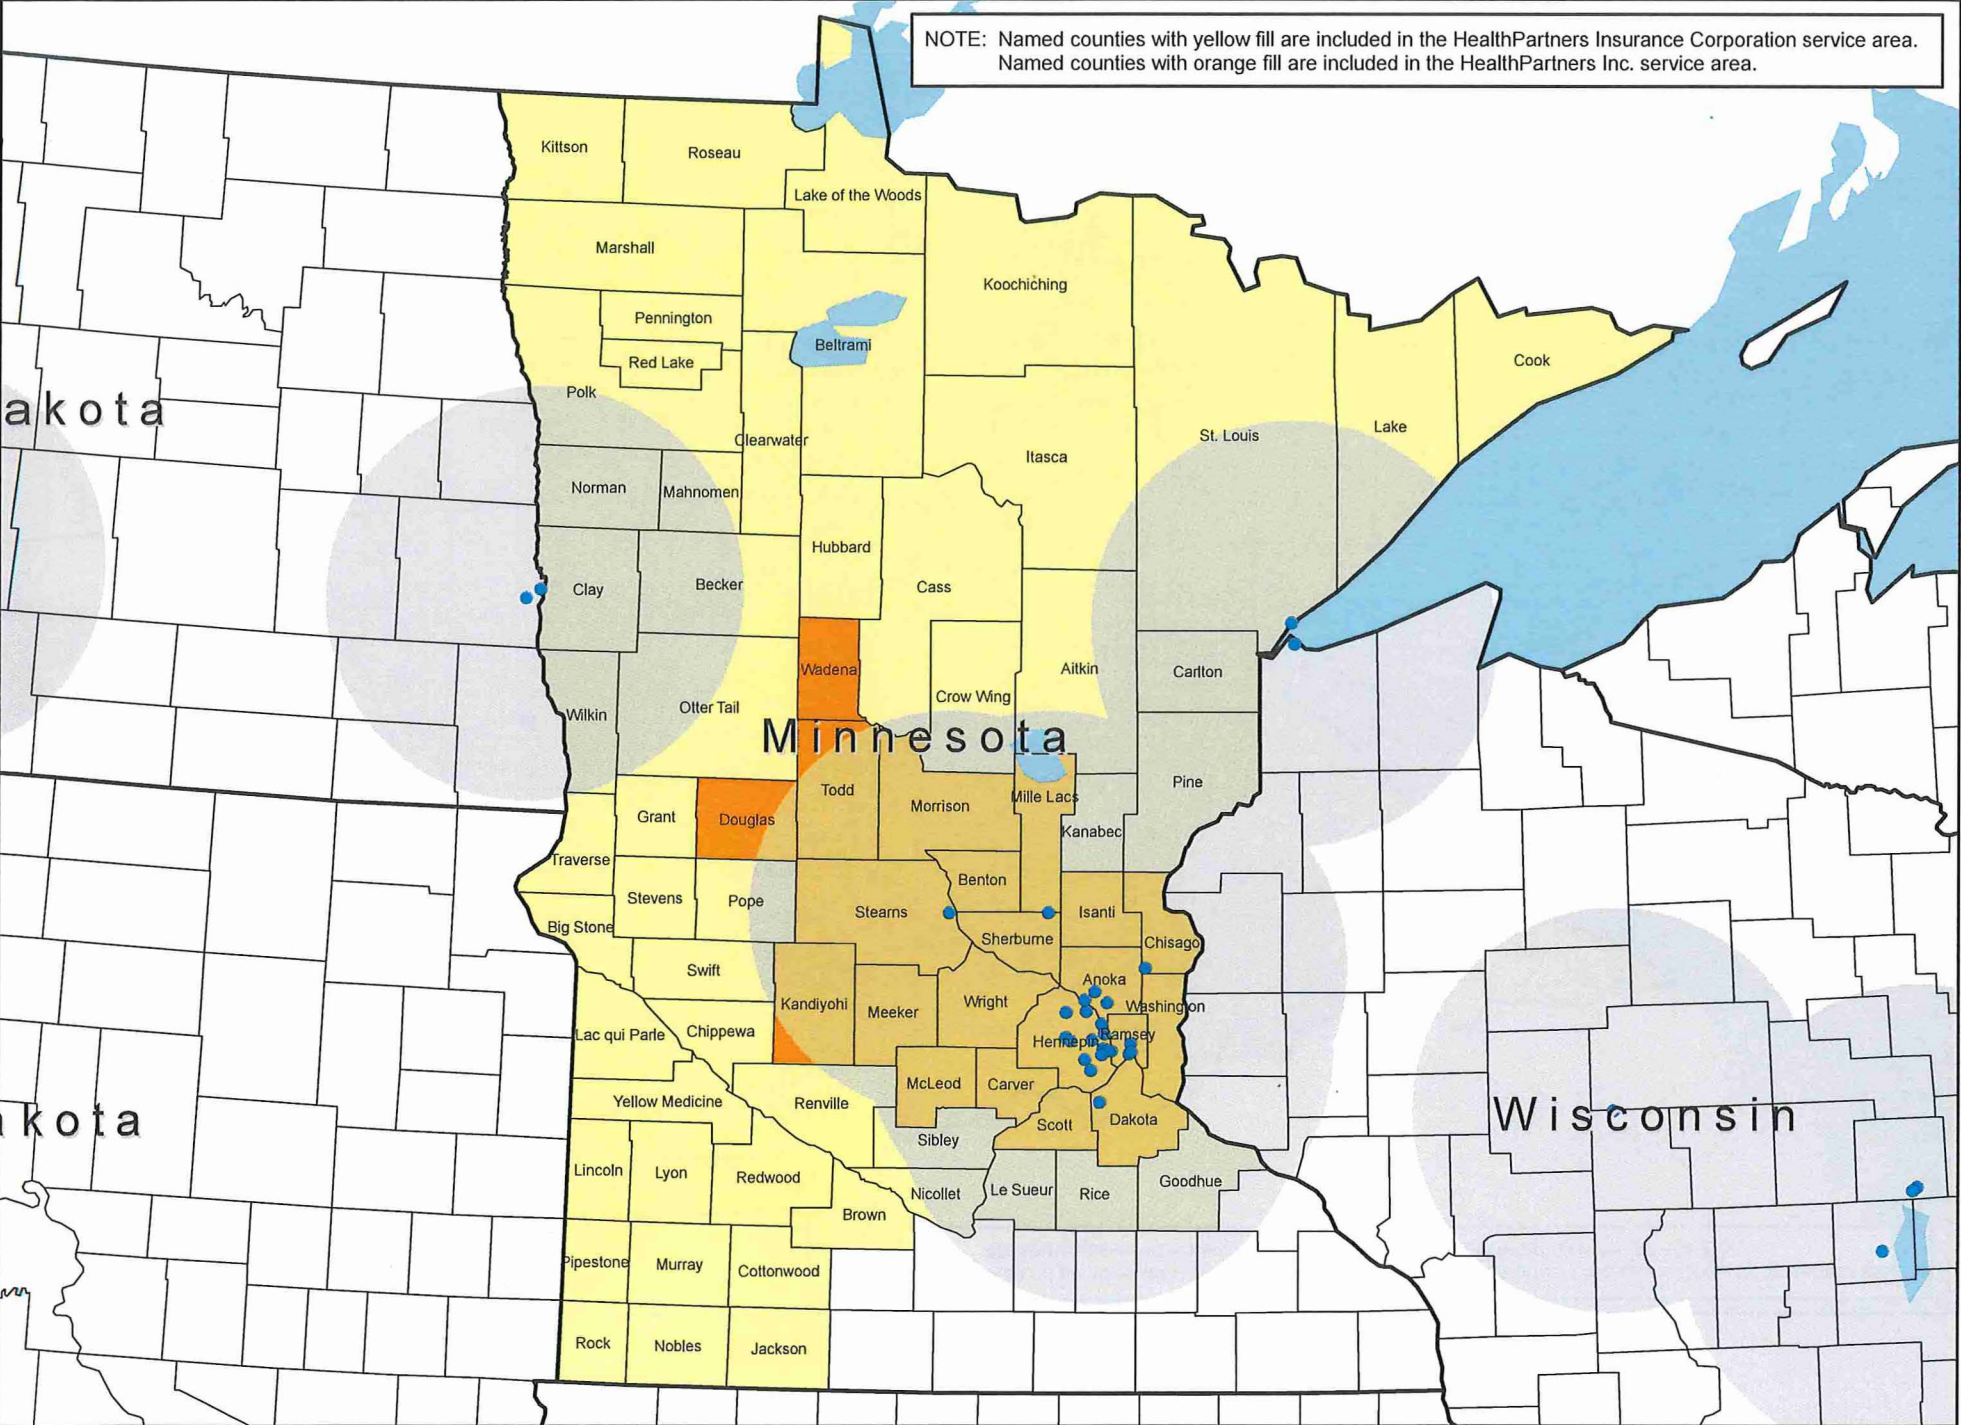 NOTE: Named counties with yellow fill are included in the HealthPartners Insurance Corporation service area.
Named counties with orange fill are included in the HealthPartners Inc. service area.
Kittson
Roseau
Lake of the Woods
Marshall
Koochiching
Pennington
Beltrami
Red Lake
Cook
Polk
akota
Lake
St. Louis
Clearwater
Itasca
Norman
Mahnomen
Hubbard
Clay
Becker
Cass
Wadena
Aitkin
Carlton
Crow Wing
Otter Tail
Wilkin
Minnesota
Pine
Todd
Mille Lacs
Morrison
Grant
Douglas
Kanabec
Traverse
Benton
Stevens
Pope
Stearns
Isanti
Big Stone
Sherburne
Chisago
Swift
Anoka
Kandiyohi
Wright
Washington
Meeker
Lac qui Parle
Chippewa
Ramsey
Hennepin
McLeod
Carver
Yellow Medicine
Renville
Wisconsin
kota
Dakota
Scott
Sibley
Lincoln
Lyon
Redwood
Goodhue
Le Sueur
Rice
Nicollet
Brown
Pipestone
Murray
Cottonwood
Rock
Nobles
Jackson